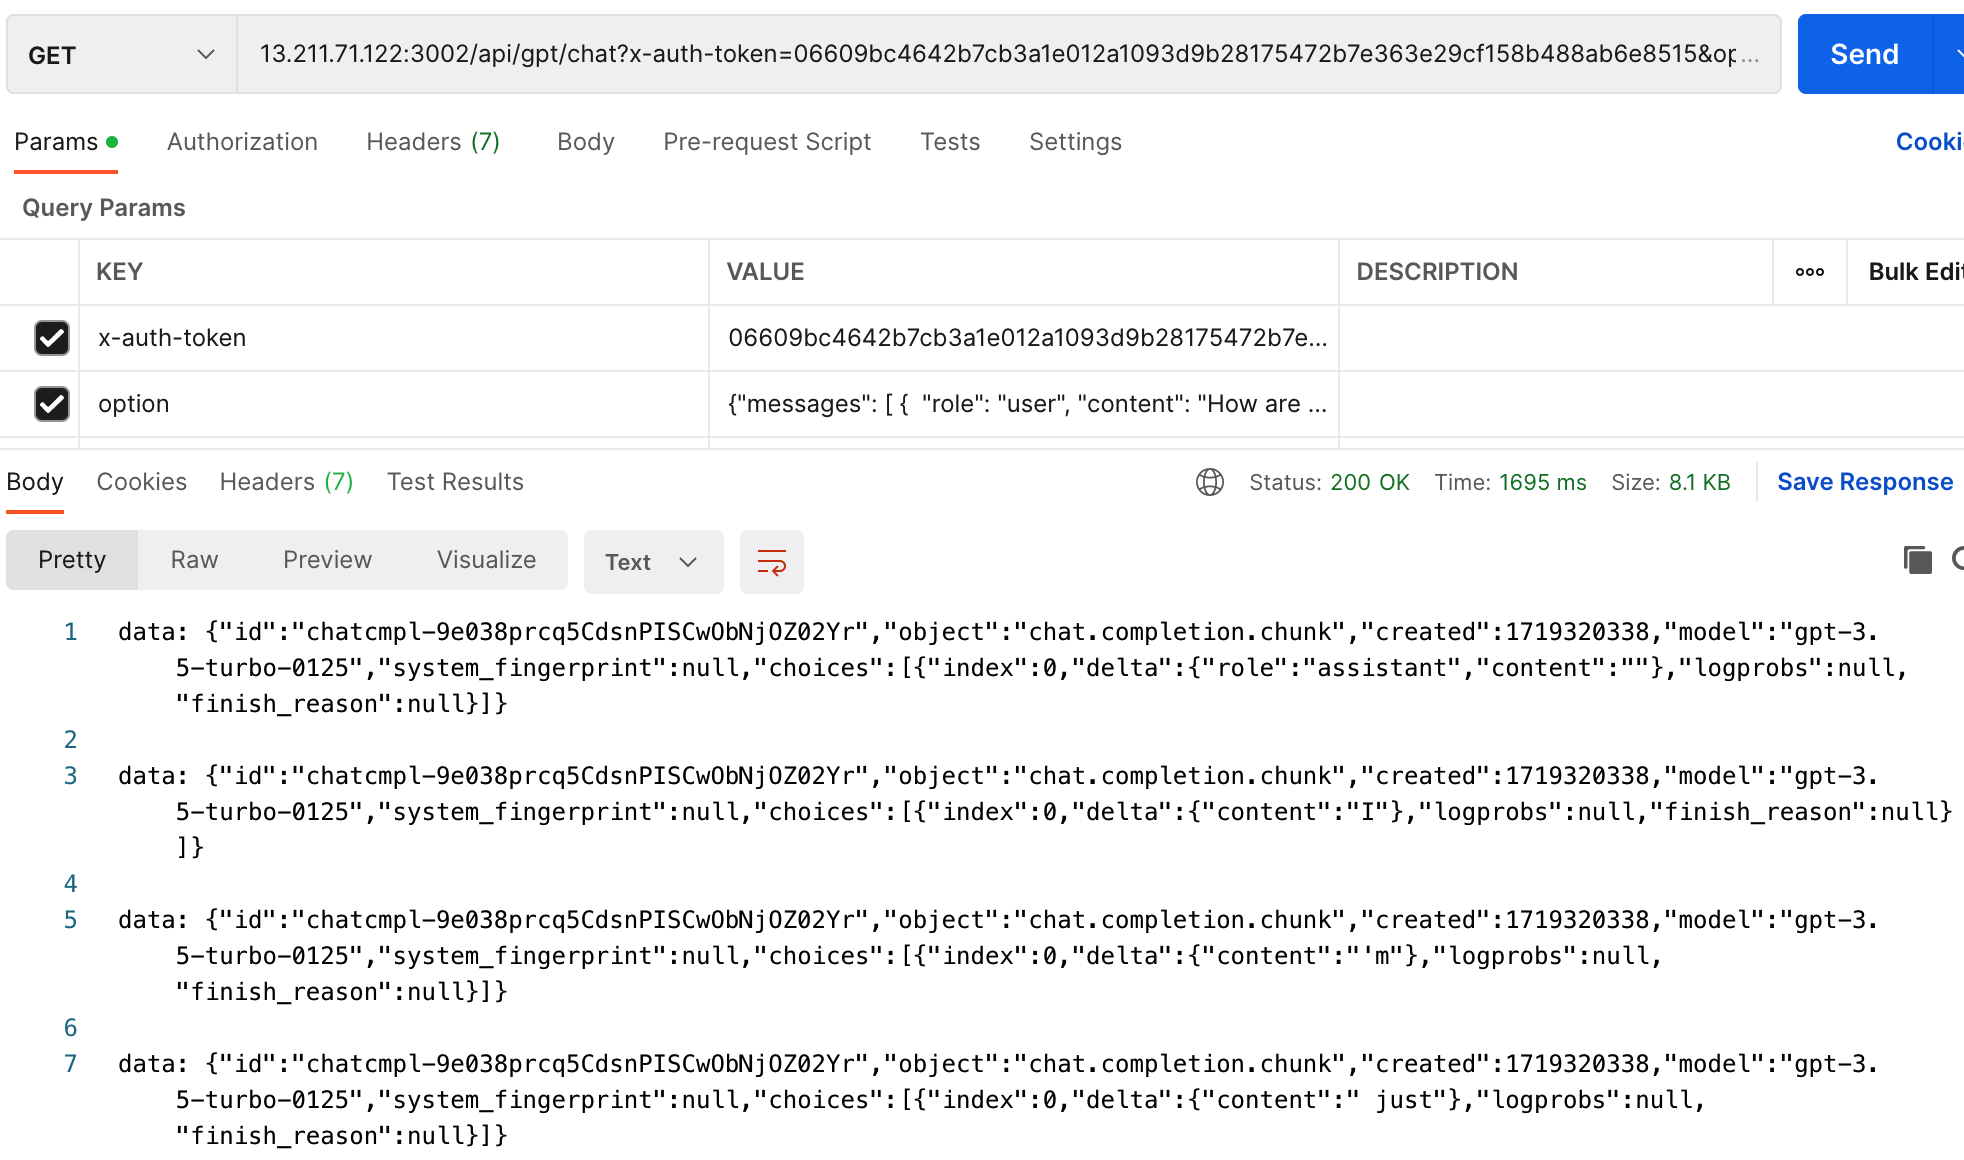 GET
13.211.71.122:3002/api/gpt/chat?x-auth-token=06609bc4642b7cb3a1e012a1093d9b28175472b7e363e29cf158b488ab6e8515&op...
Send
Params Authorization Headers (7) Body Pre-request Script Tests Settings Cooki
Query Params
KEY VALUE DESCRIPTION ooo Bulk Edit
x-auth-token 06609bc4642b7cb3a1e012a1093d9b28175472b7e...
option {"messages": [ { "role": "user", "content": "How are ...
Body Cookies Headers (7) Test Results Status: 200 OK Time: 1695 ms Size: 8.1 KB Save Response
Pretty Raw Preview Visualize Text
1 data: {"id":"chatcmpl-9e038prcq5CdsnPISCwObNjOZ02Yr","object":"chat.completion.chunk","created":1719320338,"model":"gpt-3.
5-turbo-0125","system_fingerprint":null,"choices":[{"index":0,"delta":{"role":"assistant","content":""},"logprobs":null,
"finish_reason":null}]}
2
3 data: {"id":"chatcmpl-9e038prcq5CdsnPISCwObNjOZ02Yr","object":"chat.completion.chunk","created":1719320338,"model":"gpt-3.
5-turbo-0125","system_fingerprint":null,"choices":[{"index":0,"delta":{"content":"I"},"logprobs":null,"finish_reason":null}
]}
4
5 data: {"id":"chatcmpl-9e038prcq5CdsnPISCwObNjOZ02Yr","object":"chat.completion.chunk","created":1719320338,"model":"gpt-3.
5-turbo-0125","system_fingerprint":null,"choices":[{"index":0,"delta":{"content":"'m"},"logprobs":null,
"finish_reason":null}]}
6
7 data: {"id":"chatcmpl-9e038prcq5CdsnPISCwObNjOZ02Yr","object":"chat.completion.chunk","created":1719320338,"model":"gpt-3.
5-turbo-0125","system_fingerprint":null,"choices":[{"index":0,"delta":{"content":" just"},"logprobs":null,
"finish_reason":null}]}